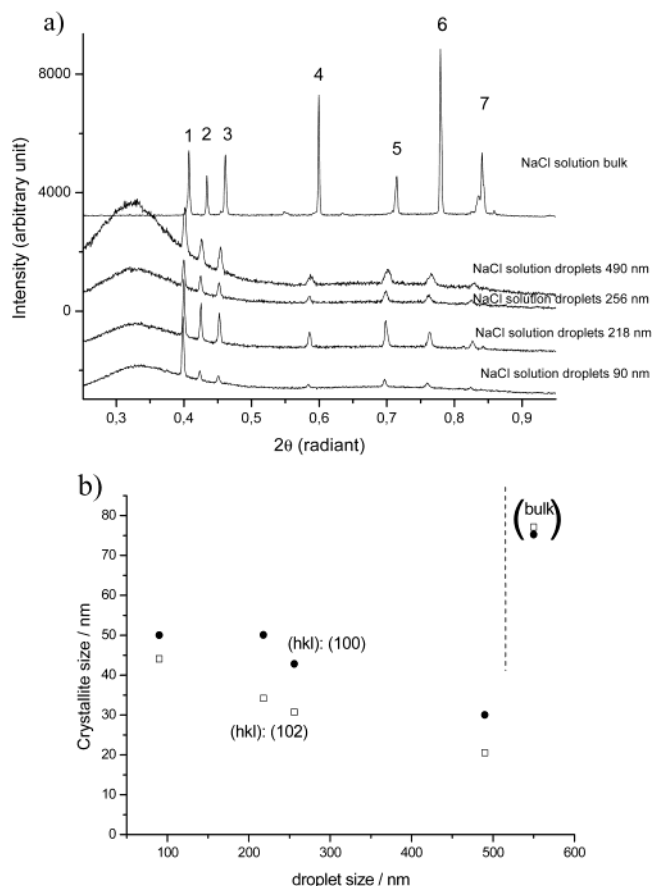 a)
8000
4000
0
Intensity (arbitrary unit)
1
2
3
4
5
6
7
NaCl solution bulk
NaCl solution droplets 490 nm
NaCl solution droplets 256 nm
NaCl solution droplets 218 nm
NaCl solution droplets 90 nm
0,3 0,4 0,5 0,6 0,7 0,8 0,9
2θ (radiant)
b)
80
70
60
50
40
30
20
10
0
Crystallite size / nm
(bulk)
(hkl): (100)
(hkl): (102)
100 200 300 400 500 600
droplet size / nm